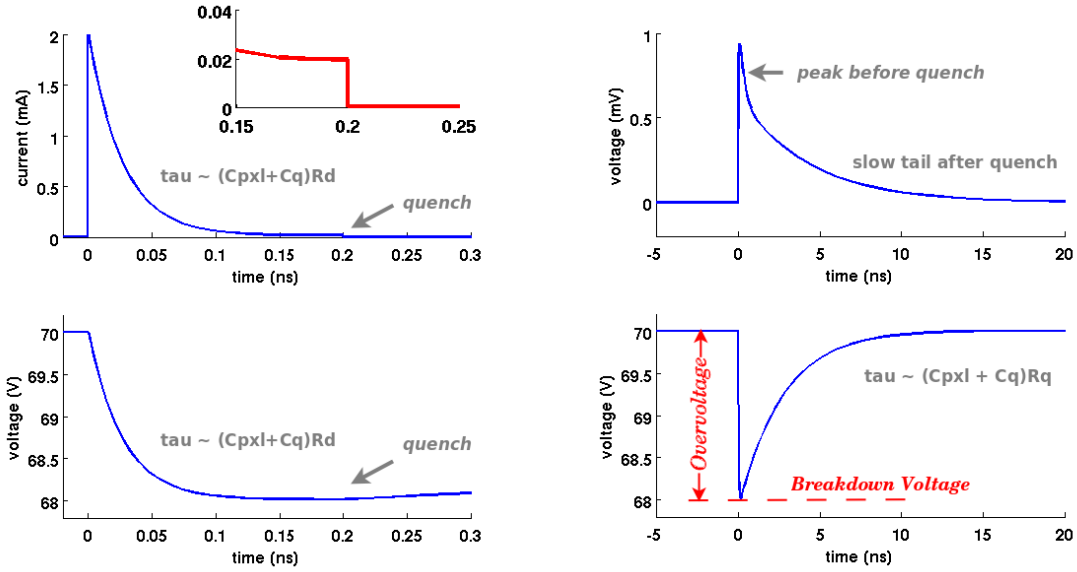 0.04
0.02
0
0.15
0.2
0.25
2
1.5
1
0.5
0
current (mA)
tau ~ (Cpxl+Cq)Rd
quench
0
0.05
0.1
0.15
0.2
0.25
0.3
time (ns)
1
0.5
0
voltage (mV)
peak before quench
slow tail after quench
-5
0
5
10
15
20
time (ns)
70
69.5
69
68.5
68
voltage (V)
tau ~ (Cpxl+Cq)Rd
quench
0
0.05
0.1
0.15
0.2
0.25
0.3
time (ns)
70
69.5
69
68.5
68
voltage (V)
Overvoltage
tau ~ (Cpxl + Cq)Rq
Breakdown Voltage
-5
0
5
10
15
20
time (ns)